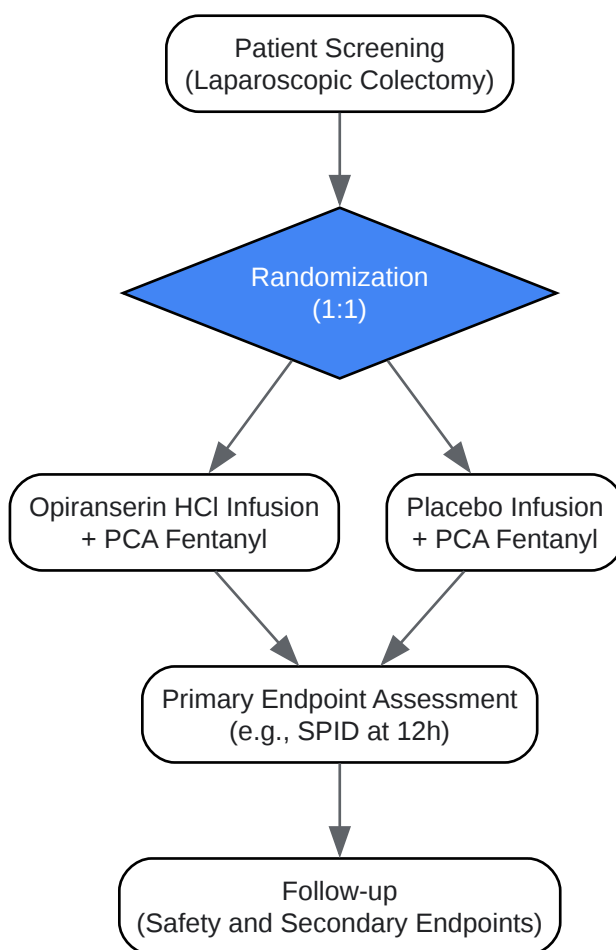 Patient Screening
(Laparoscopic Colectomy)
Randomization
(1:1)
Opiranserin HCl Infusion
+ PCA Fentanyl
Placebo Infusion
+ PCA Fentanyl
Primary Endpoint Assessment
(e.g., SPID at 12h)
Follow-up
(Safety and Secondary Endpoints)